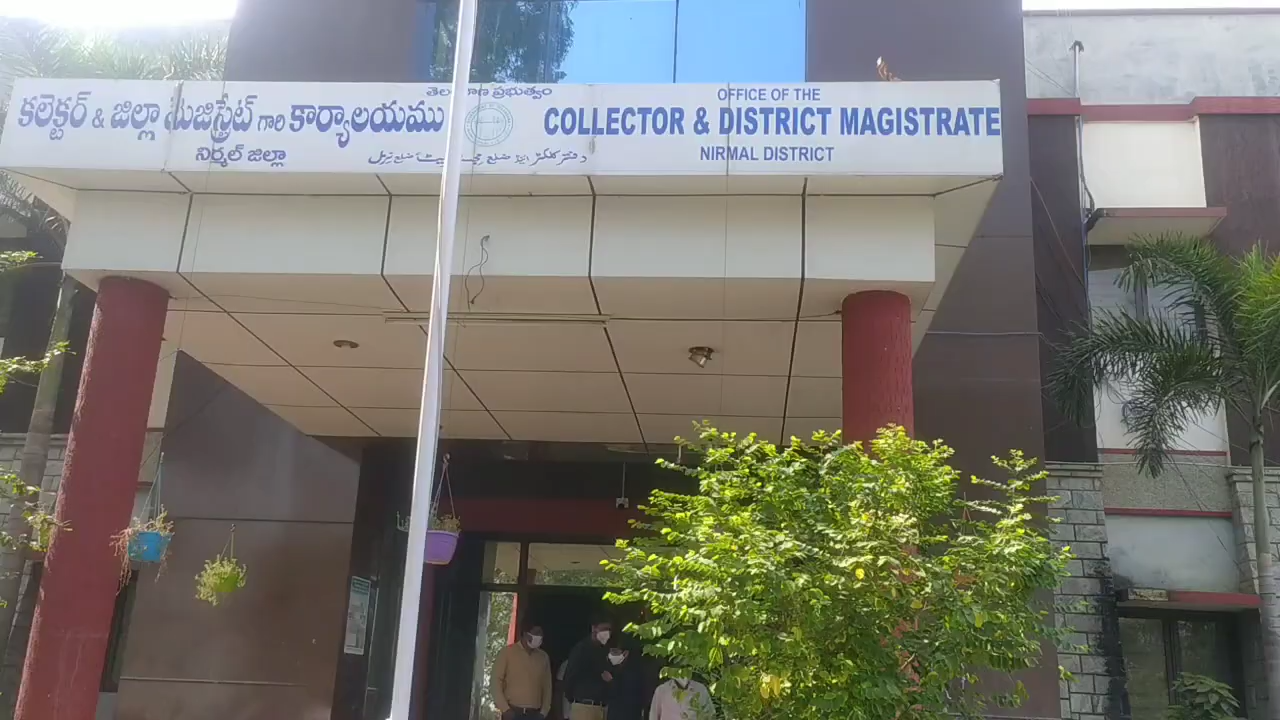 తెలంగాణ ప్రభుత్వం
కలెక్టర్ & జిల్లా మేజిస్ట్రేట్ గారి కార్యాలయము
నిర్మల్ జిల్లా
OFFICE OF THE
COLLECTOR & DISTRICT MAGISTRATE
NIRMAL DISTRICT